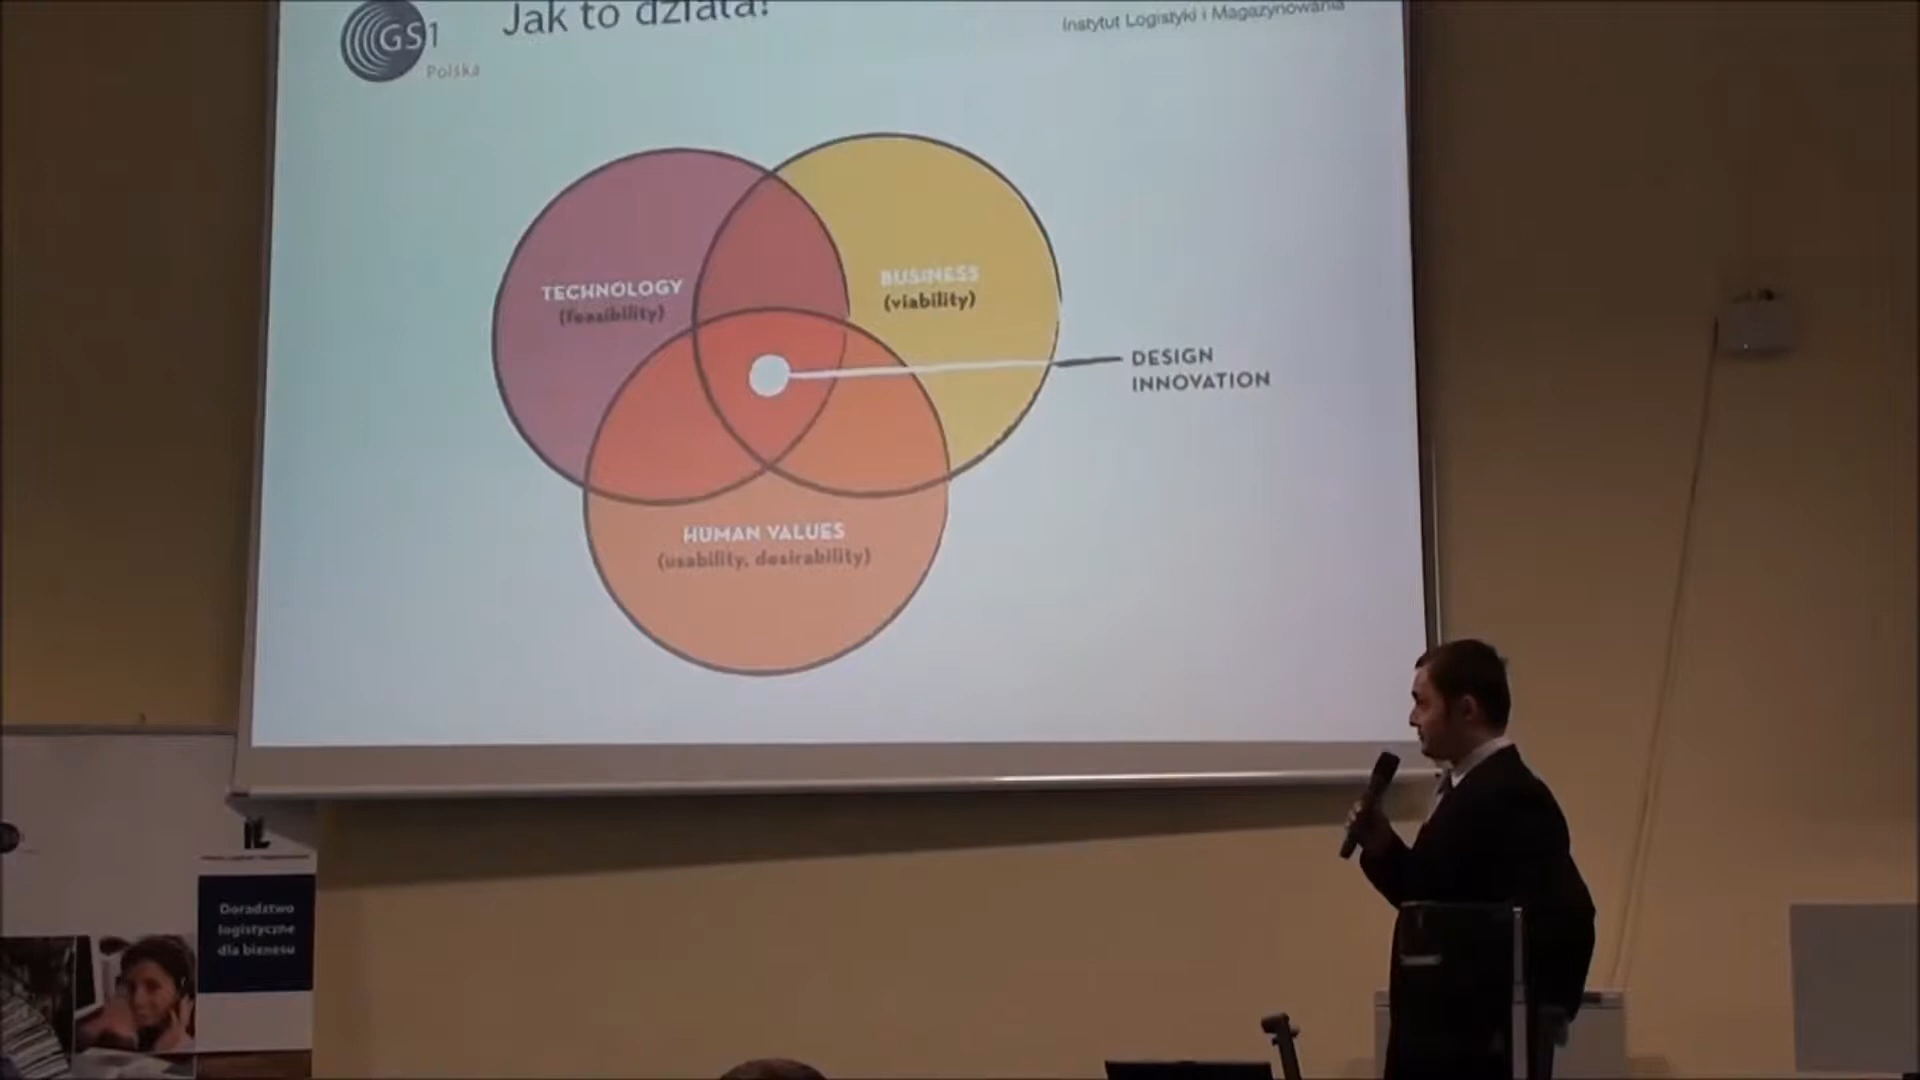 GS1
Polska
Jak to działa?
Instytut Logistyki i Magazynowania
TECHNOLOGY
(feasibility)
BUSINESS
(viability)
DESIGN
INNOVATION
HUMAN VALUES
(usability, desirability)
Doradztwo
logistyczne
dla biznesu